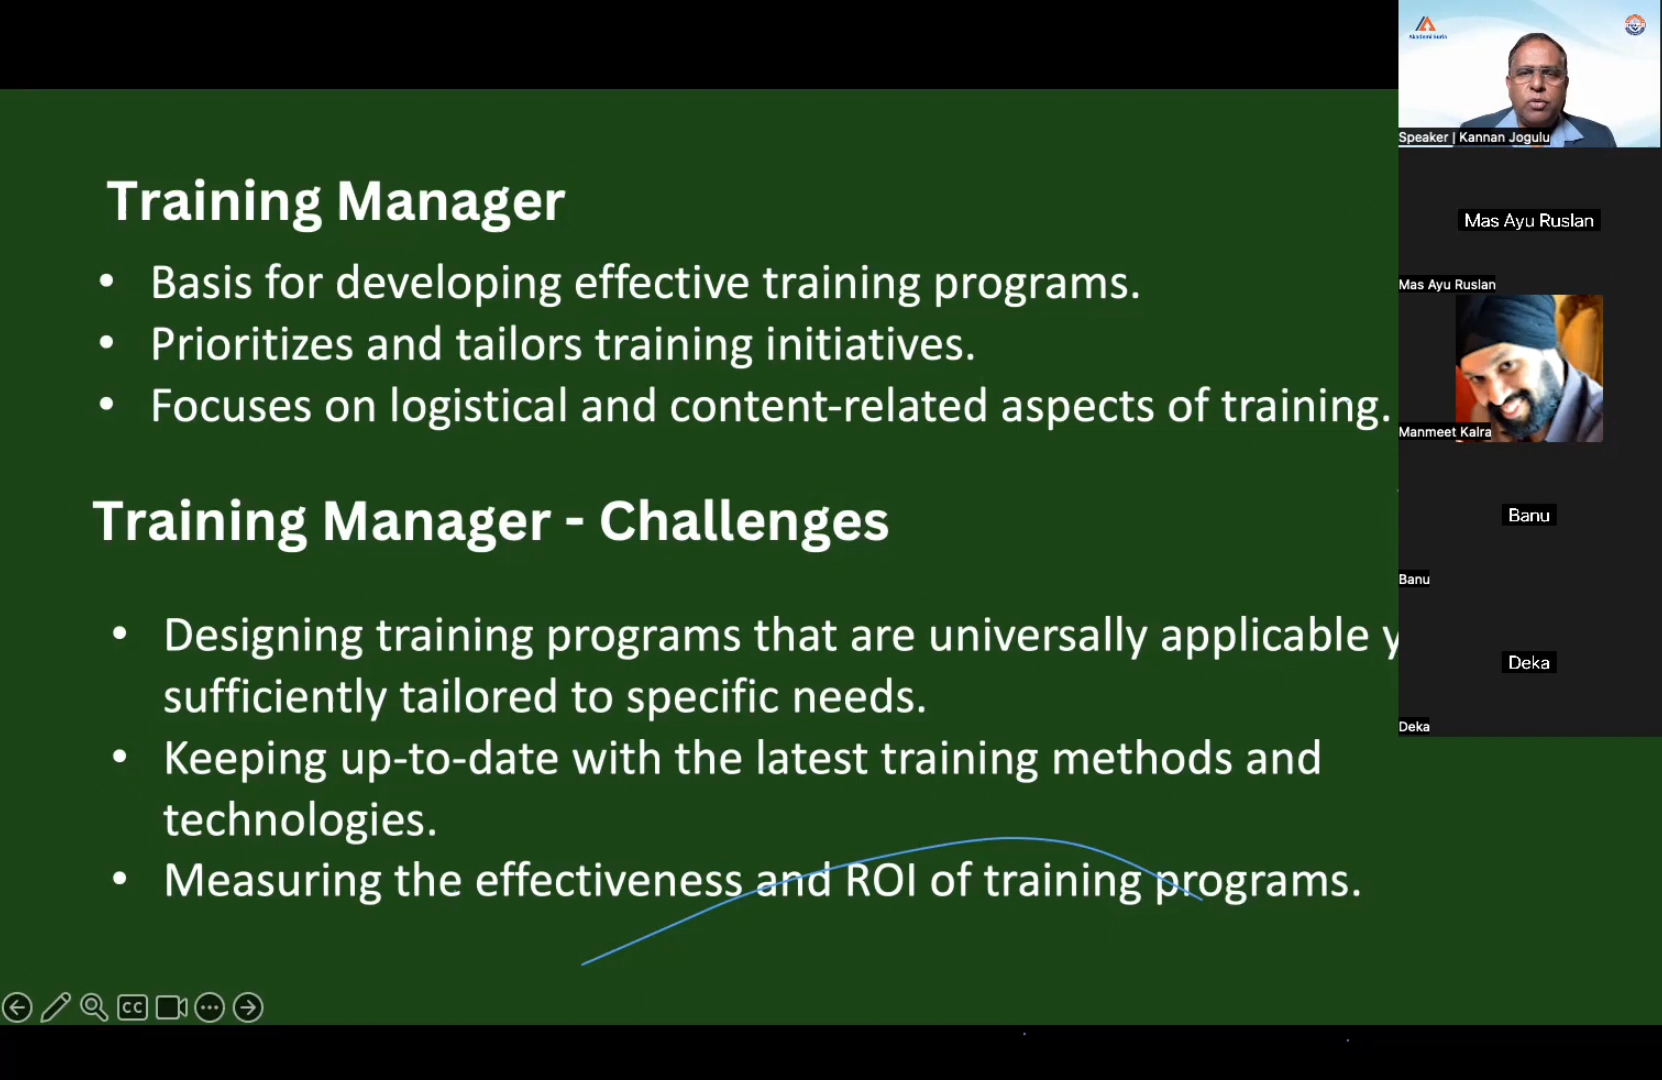 Training Manager
• Basis for developing effective training programs.
• Prioritizes and tailors training initiatives.
• Focuses on logistical and content-related aspects of training.
Training Manager - Challenges
• Designing training programs that are universally applicable y
sufficiently tailored to specific needs.
• Keeping up-to-date with the latest training methods and
technologies.
• Measuring the effectiveness and ROI of training programs.
CC
Speaker | Kannan Jogulu
Mas Ayu Ruslan
Mas Ayu Ruslan
Manmeet Kalra
Banu
Banu
Deka
Deka